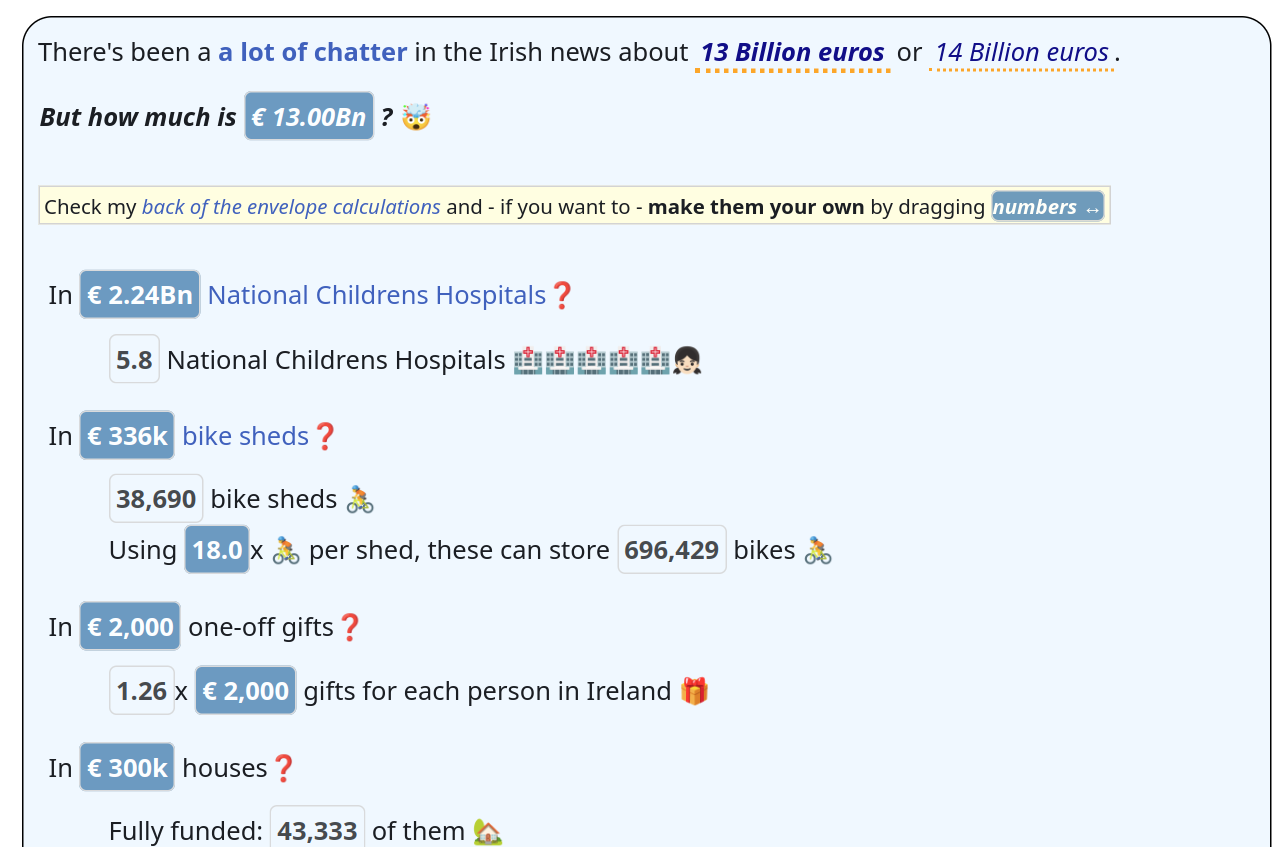 There's been a a lot of chatter in the Irish news about 13 Billion euros or 14 Billion euros.
But how much is € 13.00Bn ? 🤯
Check my back of the envelope calculations and - if you want to - make them your own by dragging numbers ↔
In € 2.24Bn National Childrens Hospitals❓
5.8 National Childrens Hospitals 🏥🏥🏥🏥🏥👧🏻
In € 336k bike sheds❓
38,690 bike sheds 🚴
Using 18.0 x 🚴 per shed, these can store 696,429 bikes 🚴
In € 2,000 one-off gifts❓
1.26 x € 2,000 gifts for each person in Ireland 🎁
In € 300k houses❓
Fully funded: 43,333 of them 🏡